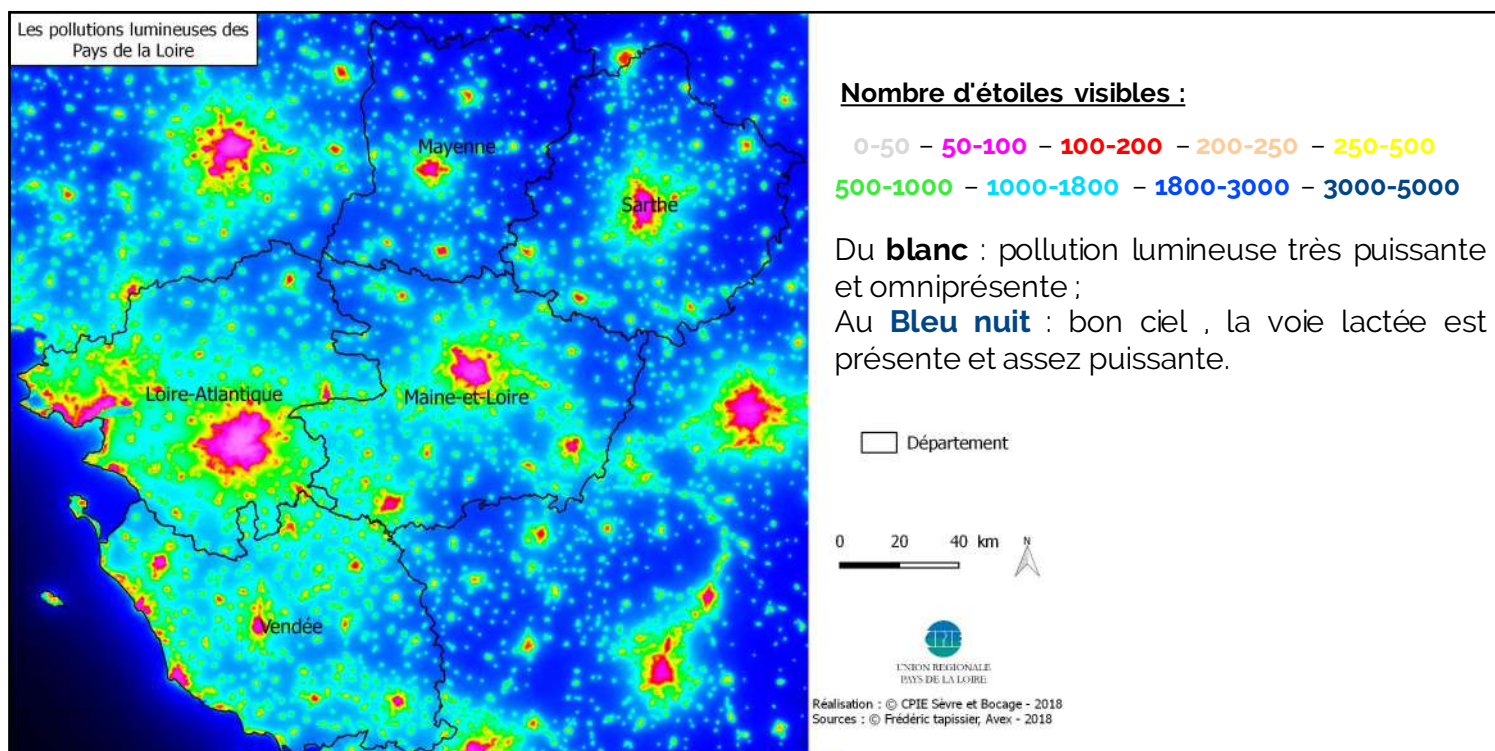 Les pollutions lumineuses des
Pays de la Loire
Mayenne
Sarthe
Loire-Atlantique
Maine-et-Loire
Vendée
Nombre d'étoiles visibles :
0-50 – 50-100 – 100-200 – 200-250 – 250-500
500-1000 – 1000-1800 – 1800-3000 – 3000-5000
Du blanc : pollution lumineuse très puissante
et omniprésente ;
Au Bleu nuit : bon ciel , la voie lactée est
présente et assez puissante.
Département
0 20 40 km
N
CPIE
UNION REGIONALE
PAYS DE LA LOIRE
Réalisation : © CPIE Sèvre et Bocage - 2018
Sources : © Frédéric tapissier, Avex - 2018